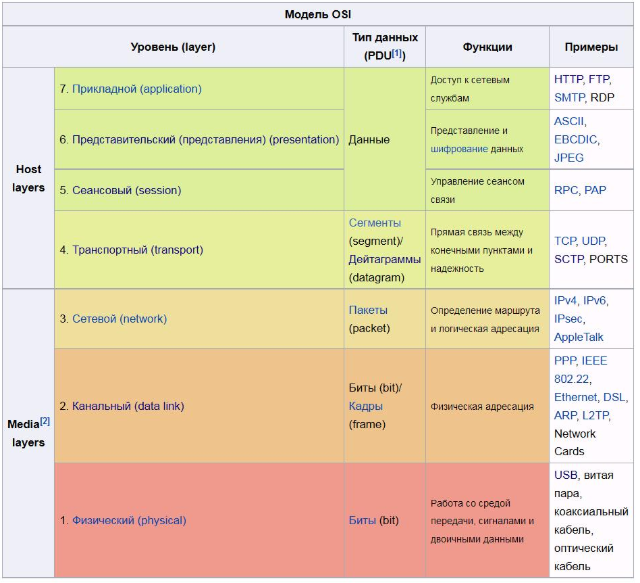 Модель OSI
Уровень (layer)
Тип данных
(PDU[1])
Функции
Примеры
Host
layers
7. Прикладной (application)
Данные
Доступ к сетевым
службам
HTTP, FTP,
SMTP, RDP
6. Представительский (представления) (presentation)
Представление и
шифрование данных
ASCII,
EBCDIC,
JPEG
5. Сеансовый (session)
Управление сеансом
связи
RPC, PAP
4. Транспортный (transport)
Сегменты
(segment)/
Дейтаграммы
(datagram)
Прямая связь между
конечными пунктами и
надежность
TCP, UDP,
SCTP, PORTS
Media[2]
layers
3. Сетевой (network)
Пакеты
(packet)
Определение маршрута
и логическая адресация
IPv4, IPv6,
IPsec,
AppleTalk
2. Канальный (data link)
Биты (bit)/
Кадры
(frame)
Физическая адресация
PPP, IEEE
802.22,
Ethernet, DSL,
ARP, L2TP,
Network
Cards
1. Физический (physical)
Биты (bit)
Работа со средой
передачи, сигналами и
двоичными данными
USB, витая
пара,
коаксиальный
кабель,
оптический
кабель